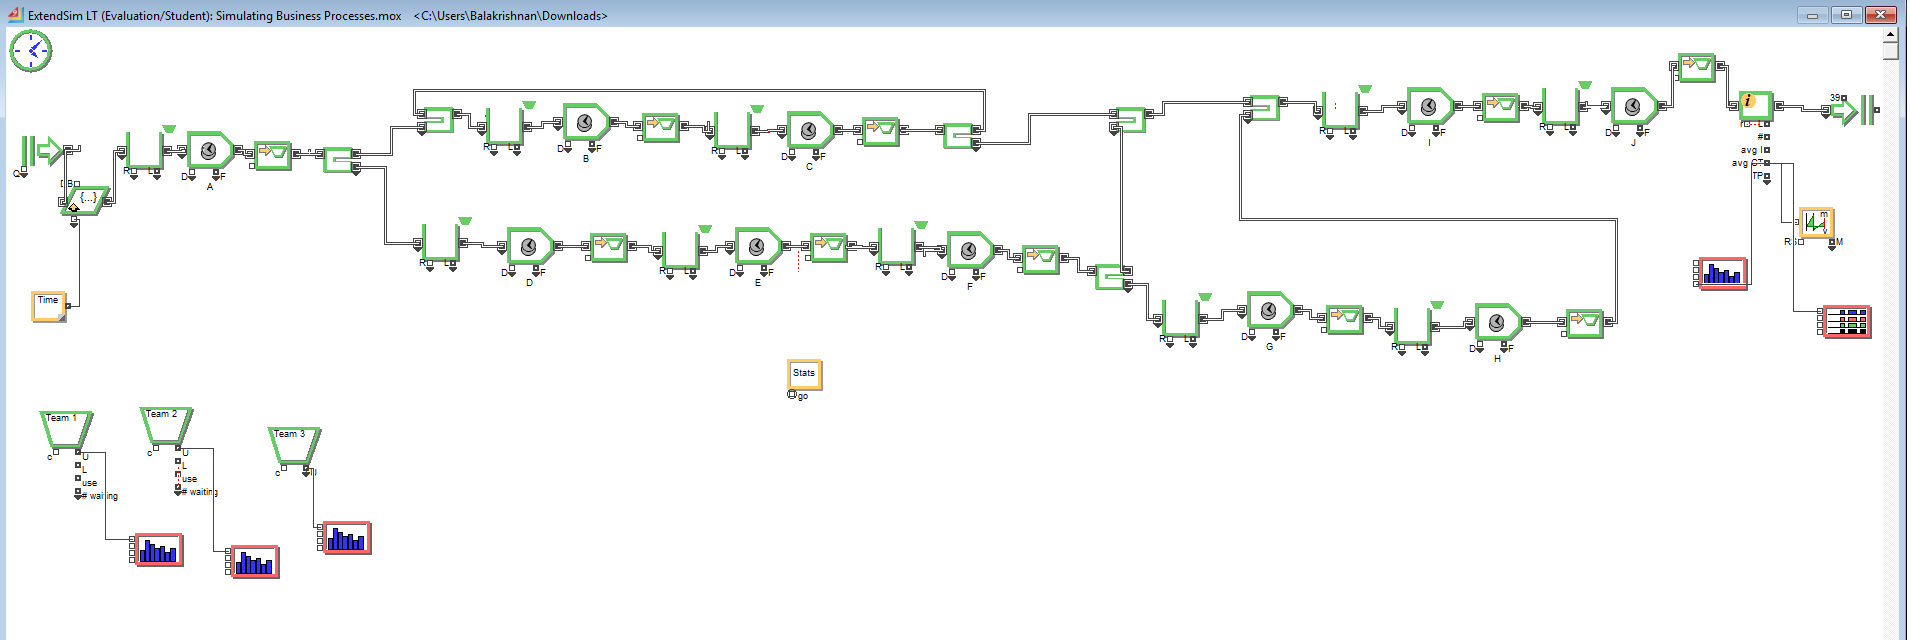 ExtendSim LT (Evaluation/Student): Simulating Business Processes.mox <C:\Users\Balakrishnan\Downloads>
i
39
R L D F B
R L D F C
R L D F I
R L D F J
L
#
avg
avg CT
TP
Q
R L D F A
{...}
R L D F D
R L D F E
R L D F F
m
v
R M
Time
R L D F G
R L D F H
Stats
go
Team 1
c U
L
use
# waiting
Team 2
c U
L
use
# waiting
Team 3
c